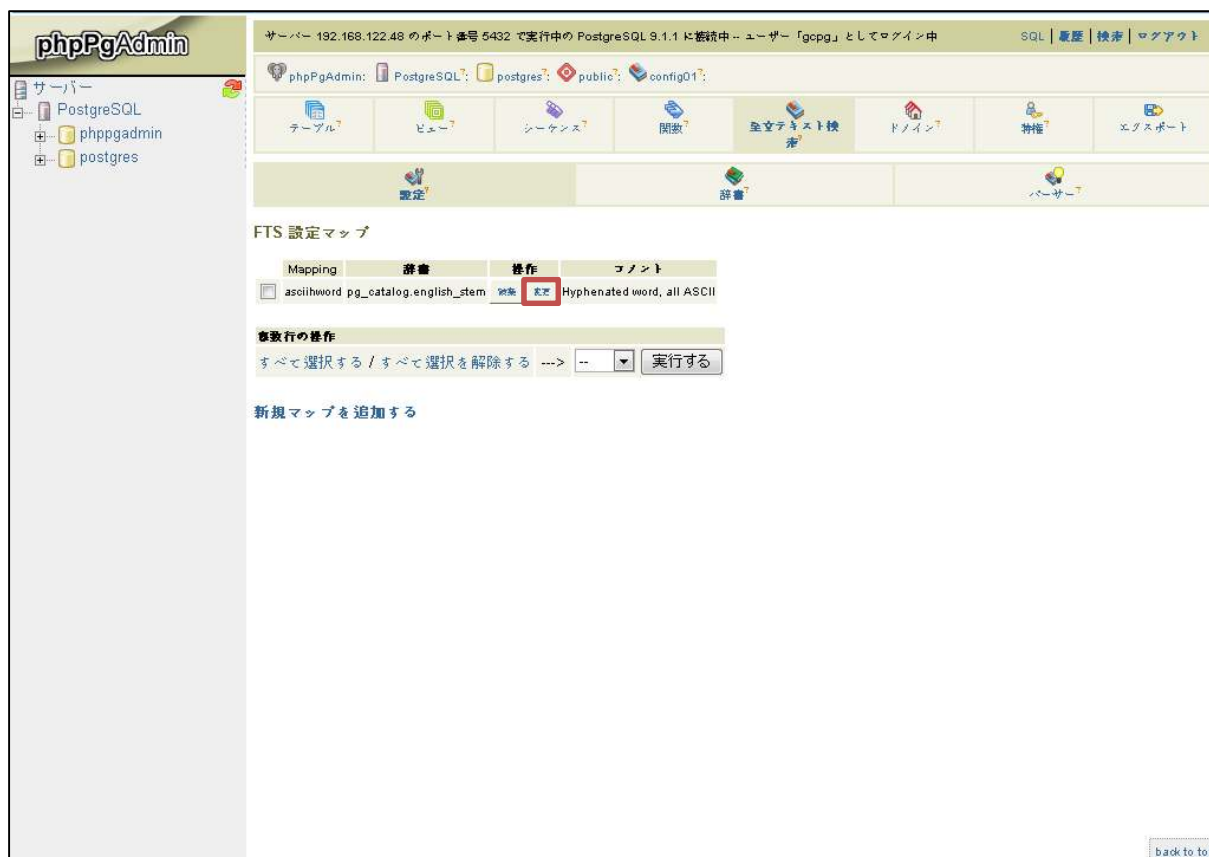 phpPgAdmin
サーバー 192.168.122.48 のポート番号 5432 で実行中の PostgreSQL 9.1.1 に接続中 -- ユーザー「gcpg」としてログイン中
SQL | 履歴 | 検索 | ログアウト
phpPgAdmin: PostgreSQL?: postgres?: public?: config01?:
サーバー
PostgreSQL
phppgadmin
postgres
テーブル? ビュー? シーケンス? 関数? 全文テキスト検索? ドメイン? 特権? エクスポート
設定? 辞書? パーサー?
FTS 設定マップ
Mapping 辞書 操作 コメント
asciihword pg_catalog.english_stem 破棄 変更 Hyphenated word, all ASCII
複数行の操作
すべて選択する / すべて選択を解除する ---> -- 実行する
新規マップを追加する
back to to